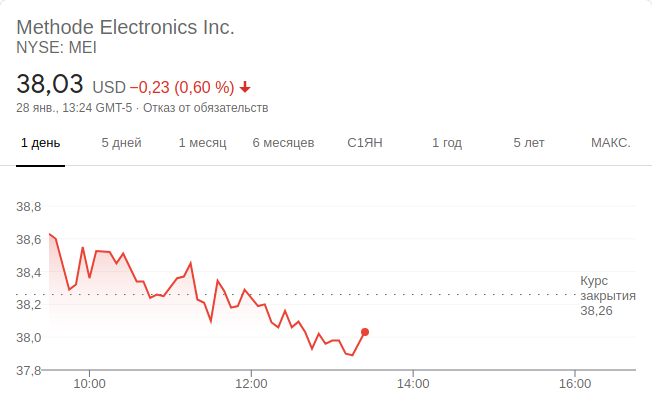 Methode Electronics Inc.
NYSE: MEI
38,03 USD −0,23 (0,60 %)
28 янв., 13:24 GMT-5 · Отказ от обязательств
1 день 5 дней 1 месяц 6 месяцев С1ЯН 1 год 5 лет МАКС.
38,8
38,6
38,4
38,2
38,0
37,8
Курс
закрытия
38,26
10:00 12:00 14:00 16:00